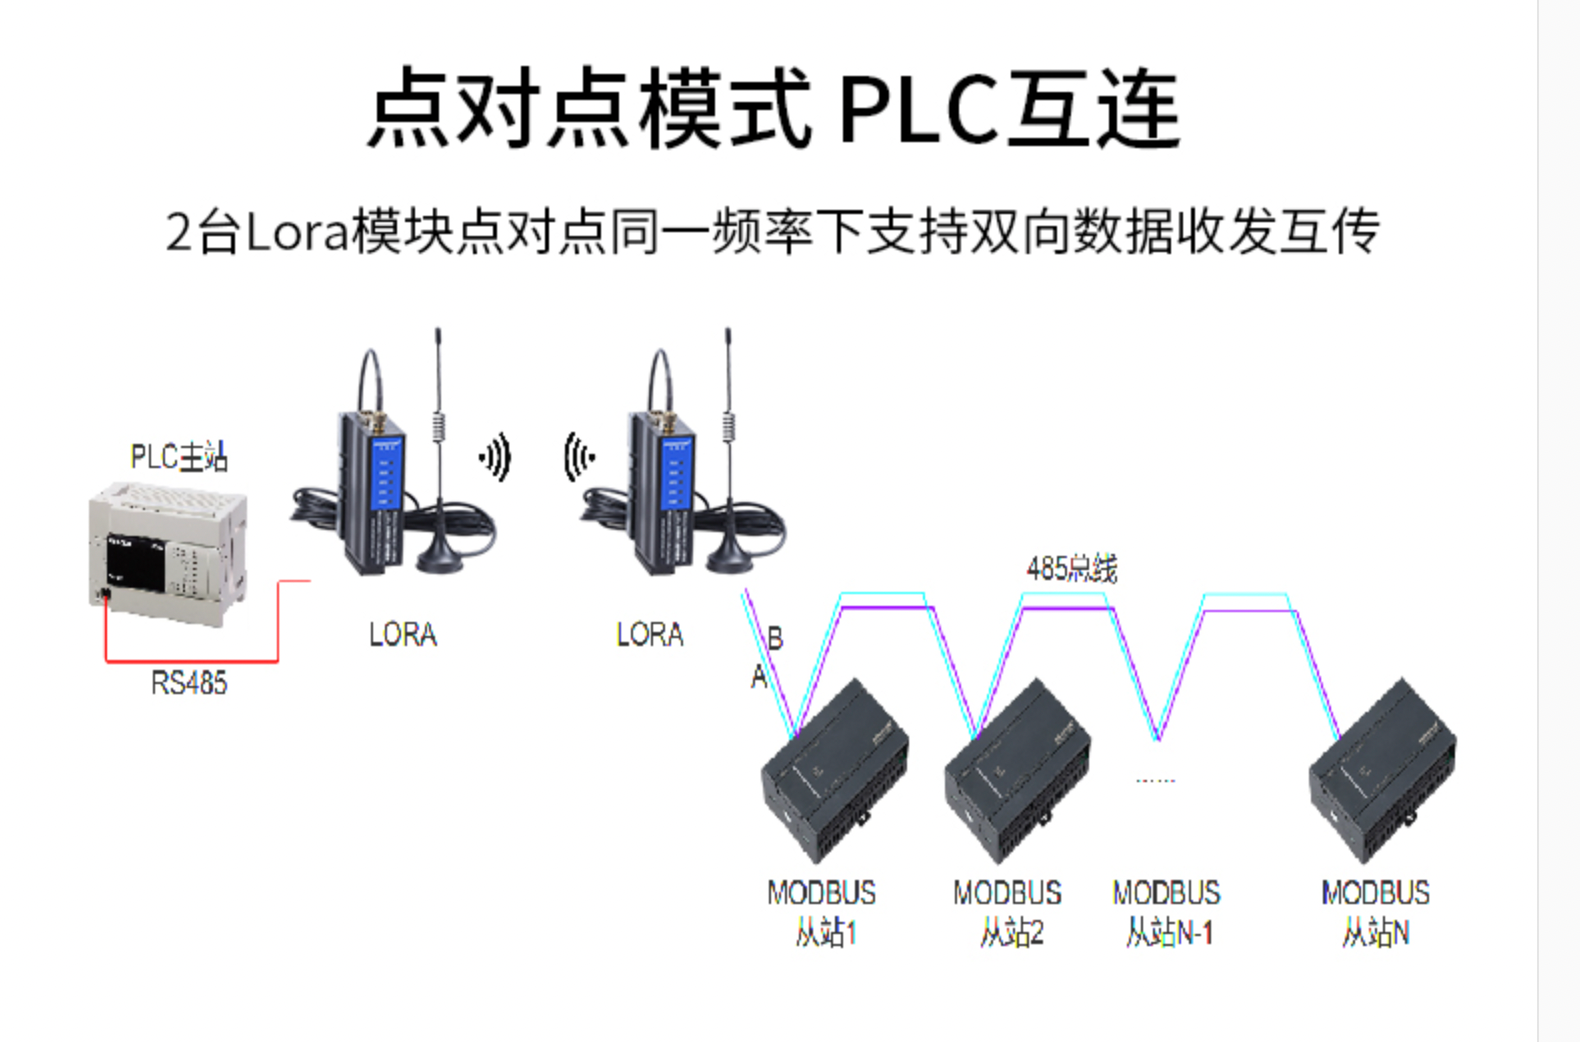 点对点模式 PLC互连
2台Lora模块点对点同一频率下支持双向数据收发互传
PLC主站
RS485
LORA
LORA
485总线
B
A
......
MODBUS
从站1
MODBUS
从站2
MODBUS
从站N-1
MODBUS
从站N